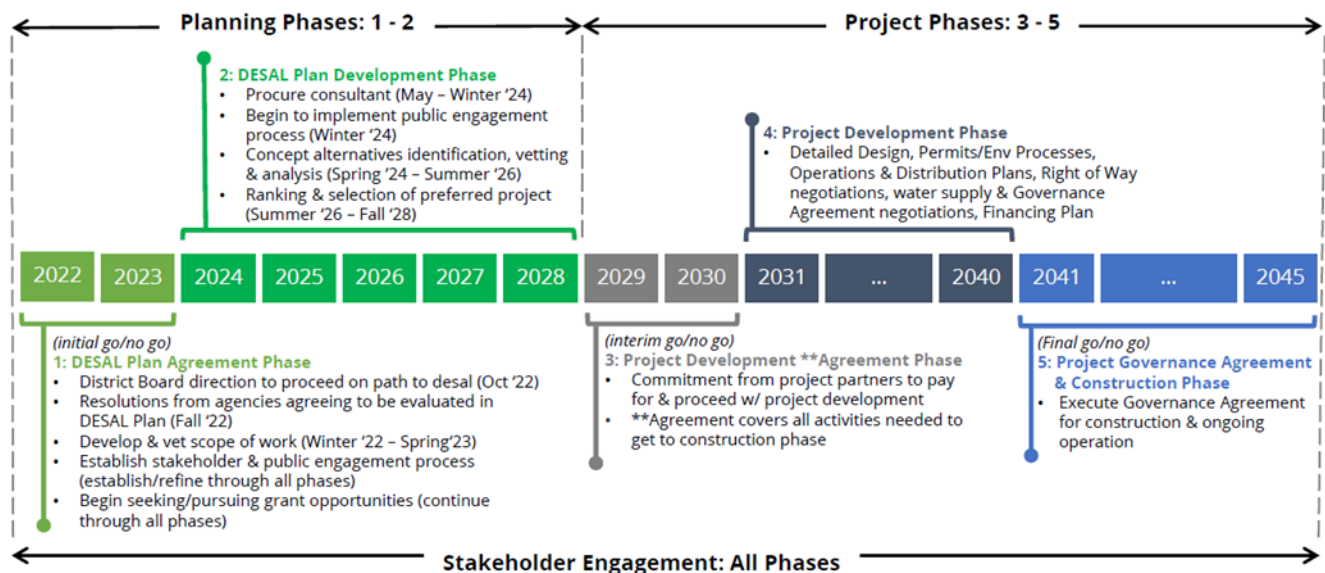 Planning Phases: 1 - 2
Project Phases: 3 - 5
2: DESAL Plan Development Phase
• Procure consultant (May – Winter ‘24)
• Begin to implement public engagement
process (Winter ‘24)
• Concept alternatives identification, vetting
& analysis (Spring ‘24 – Summer ‘26)
• Ranking & selection of preferred project
(Summer ‘26 – Fall ‘28)
4: Project Development Phase
• Detailed Design, Permits/Env Processes,
Operations & Distribution Plans, Right of Way
negotiations, water supply & Governance
Agreement negotiations, Financing Plan
2022 2023 2024 2025 2026 2027 2028 2029 2030 2031 ... 2040 2041 ... 2045
(initial go/no go)
1: DESAL Plan Agreement Phase
• District Board direction to proceed on path to desal (Oct ‘22)
• Resolutions from agencies agreeing to be evaluated in
DESAL Plan (Fall ‘22)
• Develop & vet scope of work (Winter ‘22 – Spring‘23)
• Establish stakeholder & public engagement process
(establish/refine through all phases)
• Begin seeking/pursuing grant opportunities (continue
through all phases)
(interim go/no go)
3: Project Development **Agreement Phase
• Commitment from project partners to pay
for & proceed w/ project development
• **Agreement covers all activities needed to
get to construction phase
(Final go/no go)
5: Project Governance Agreement
& Construction Phase
• Execute Governance Agreement
for construction & ongoing
operation
Stakeholder Engagement: All Phases